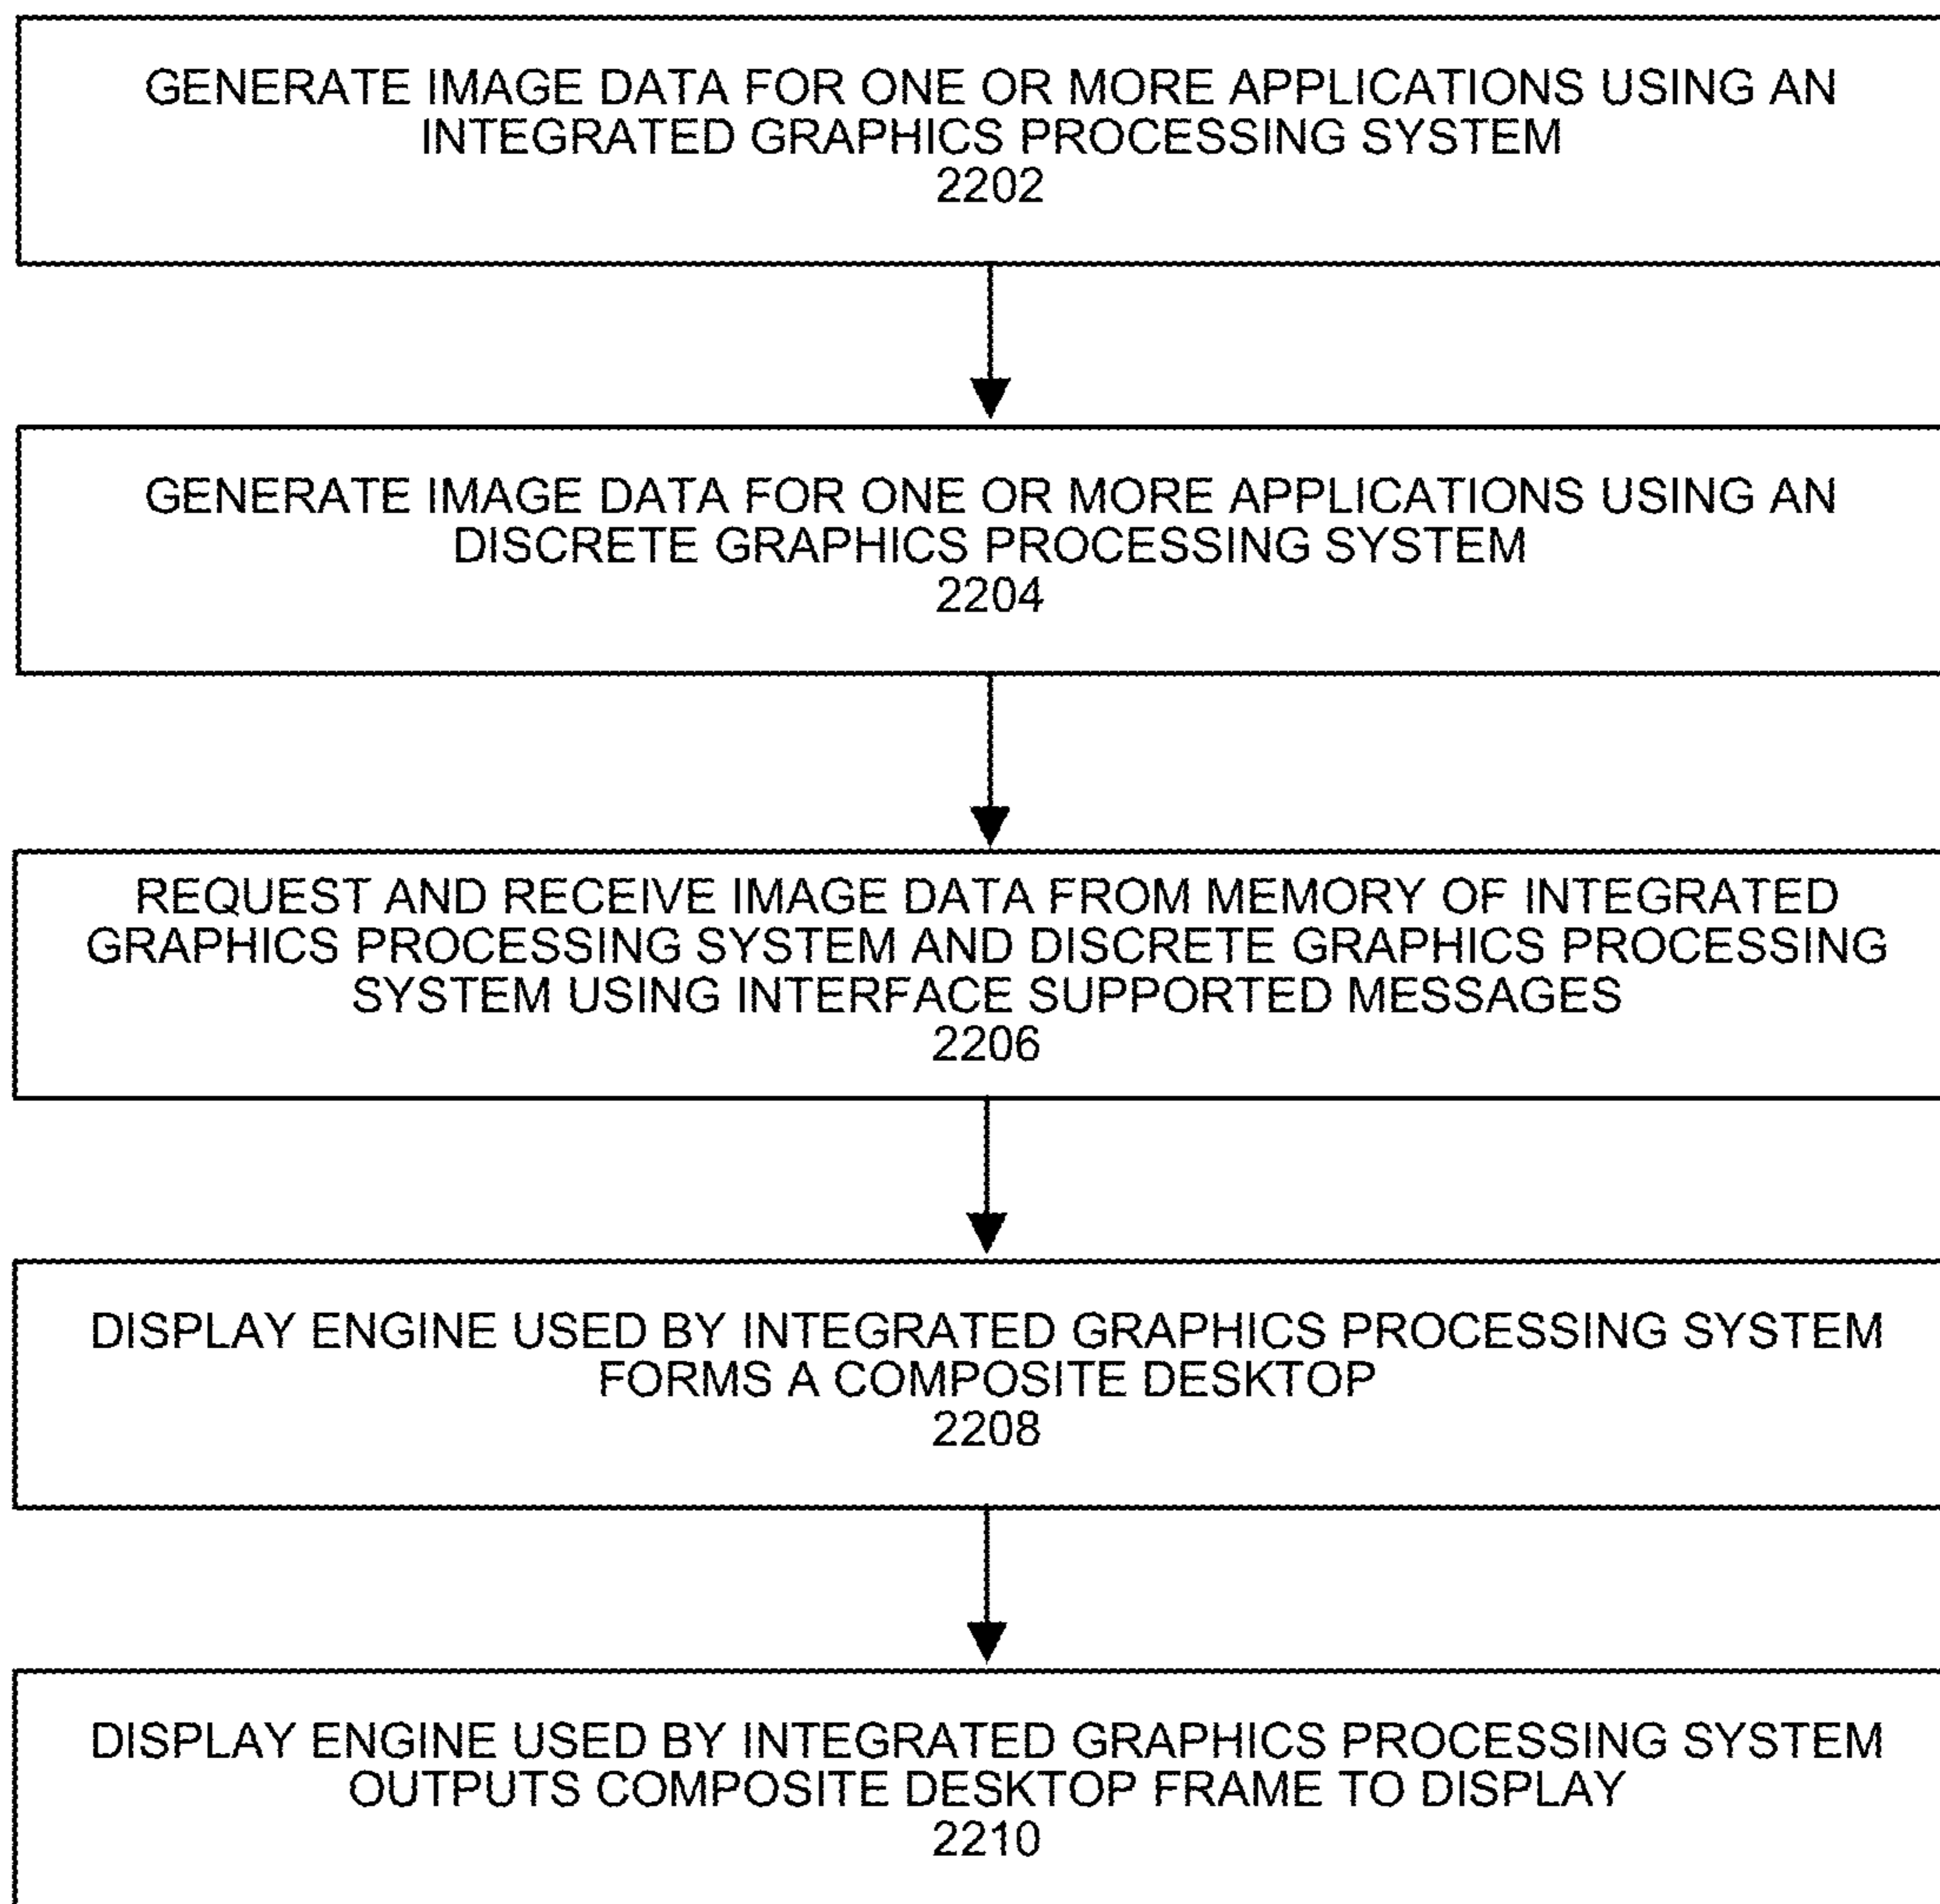 GENERATE IMAGE DATA FOR ONE OR MORE APPLICATIONS USING AN
INTEGRATED GRAPHICS PROCESSING SYSTEM
2202
GENERATE IMAGE DATA FOR ONE OR MORE APPLICATIONS USING AN
DISCRETE GRAPHICS PROCESSING SYSTEM
2204
REQUEST AND RECEIVE IMAGE DATA FROM MEMORY OF INTEGRATED
GRAPHICS PROCESSING SYSTEM AND DISCRETE GRAPHICS PROCESSING
SYSTEM USING INTERFACE SUPPORTED MESSAGES
2206
DISPLAY ENGINE USED BY INTEGRATED GRAPHICS PROCESSING SYSTEM
FORMS A COMPOSITE DESKTOP
2208
DISPLAY ENGINE USED BY INTEGRATED GRAPHICS PROCESSING SYSTEM
OUTPUTS COMPOSITE DESKTOP FRAME TO DISPLAY
2210